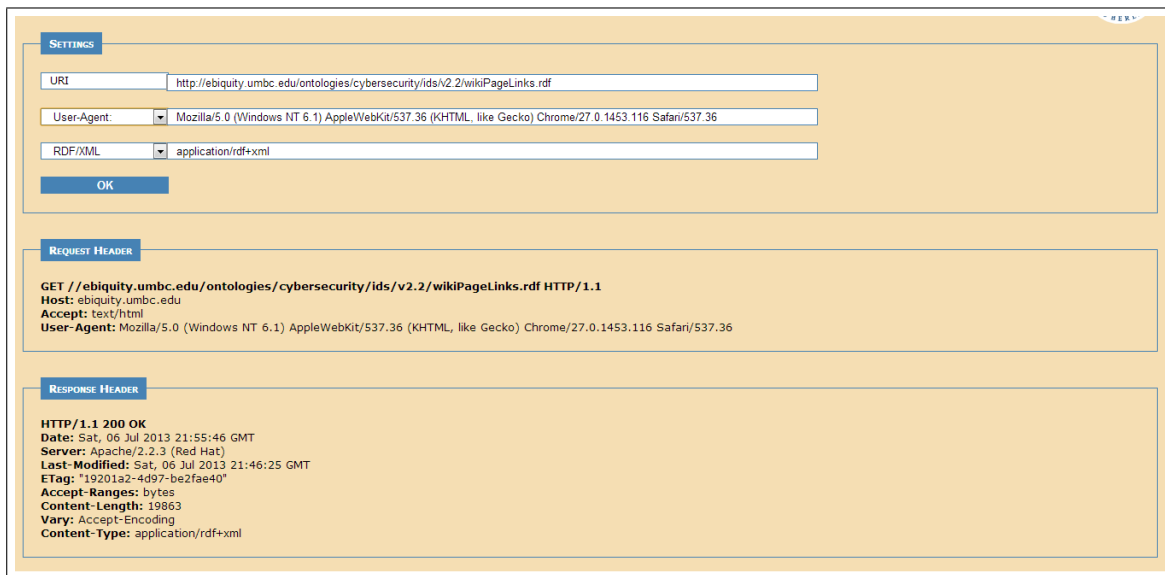 SETTINGS
URI http://ebiquity.umbc.edu/ontologies/cybersecurity/ids/v2.2/wikiPageLinks.rdf
User-Agent: Mozilla/5.0 (Windows NT 6.1) AppleWebKit/537.36 (KHTML, like Gecko) Chrome/27.0.1453.116 Safari/537.36
RDF/XML application/rdf+xml
OK
REQUEST HEADER
GET //ebiquity.umbc.edu/ontologies/cybersecurity/ids/v2.2/wikiPageLinks.rdf HTTP/1.1
Host: ebiquity.umbc.edu
Accept: text/html
User-Agent: Mozilla/5.0 (Windows NT 6.1) AppleWebKit/537.36 (KHTML, like Gecko) Chrome/27.0.1453.116 Safari/537.36
RESPONSE HEADER
HTTP/1.1 200 OK
Date: Sat, 06 Jul 2013 21:55:46 GMT
Server: Apache/2.2.3 (Red Hat)
Last-Modified: Sat, 06 Jul 2013 21:46:25 GMT
ETag: "19201a2-4d97-be2fae40"
Accept-Ranges: bytes
Content-Length: 19863
Vary: Accept-Encoding
Content-Type: application/rdf+xml